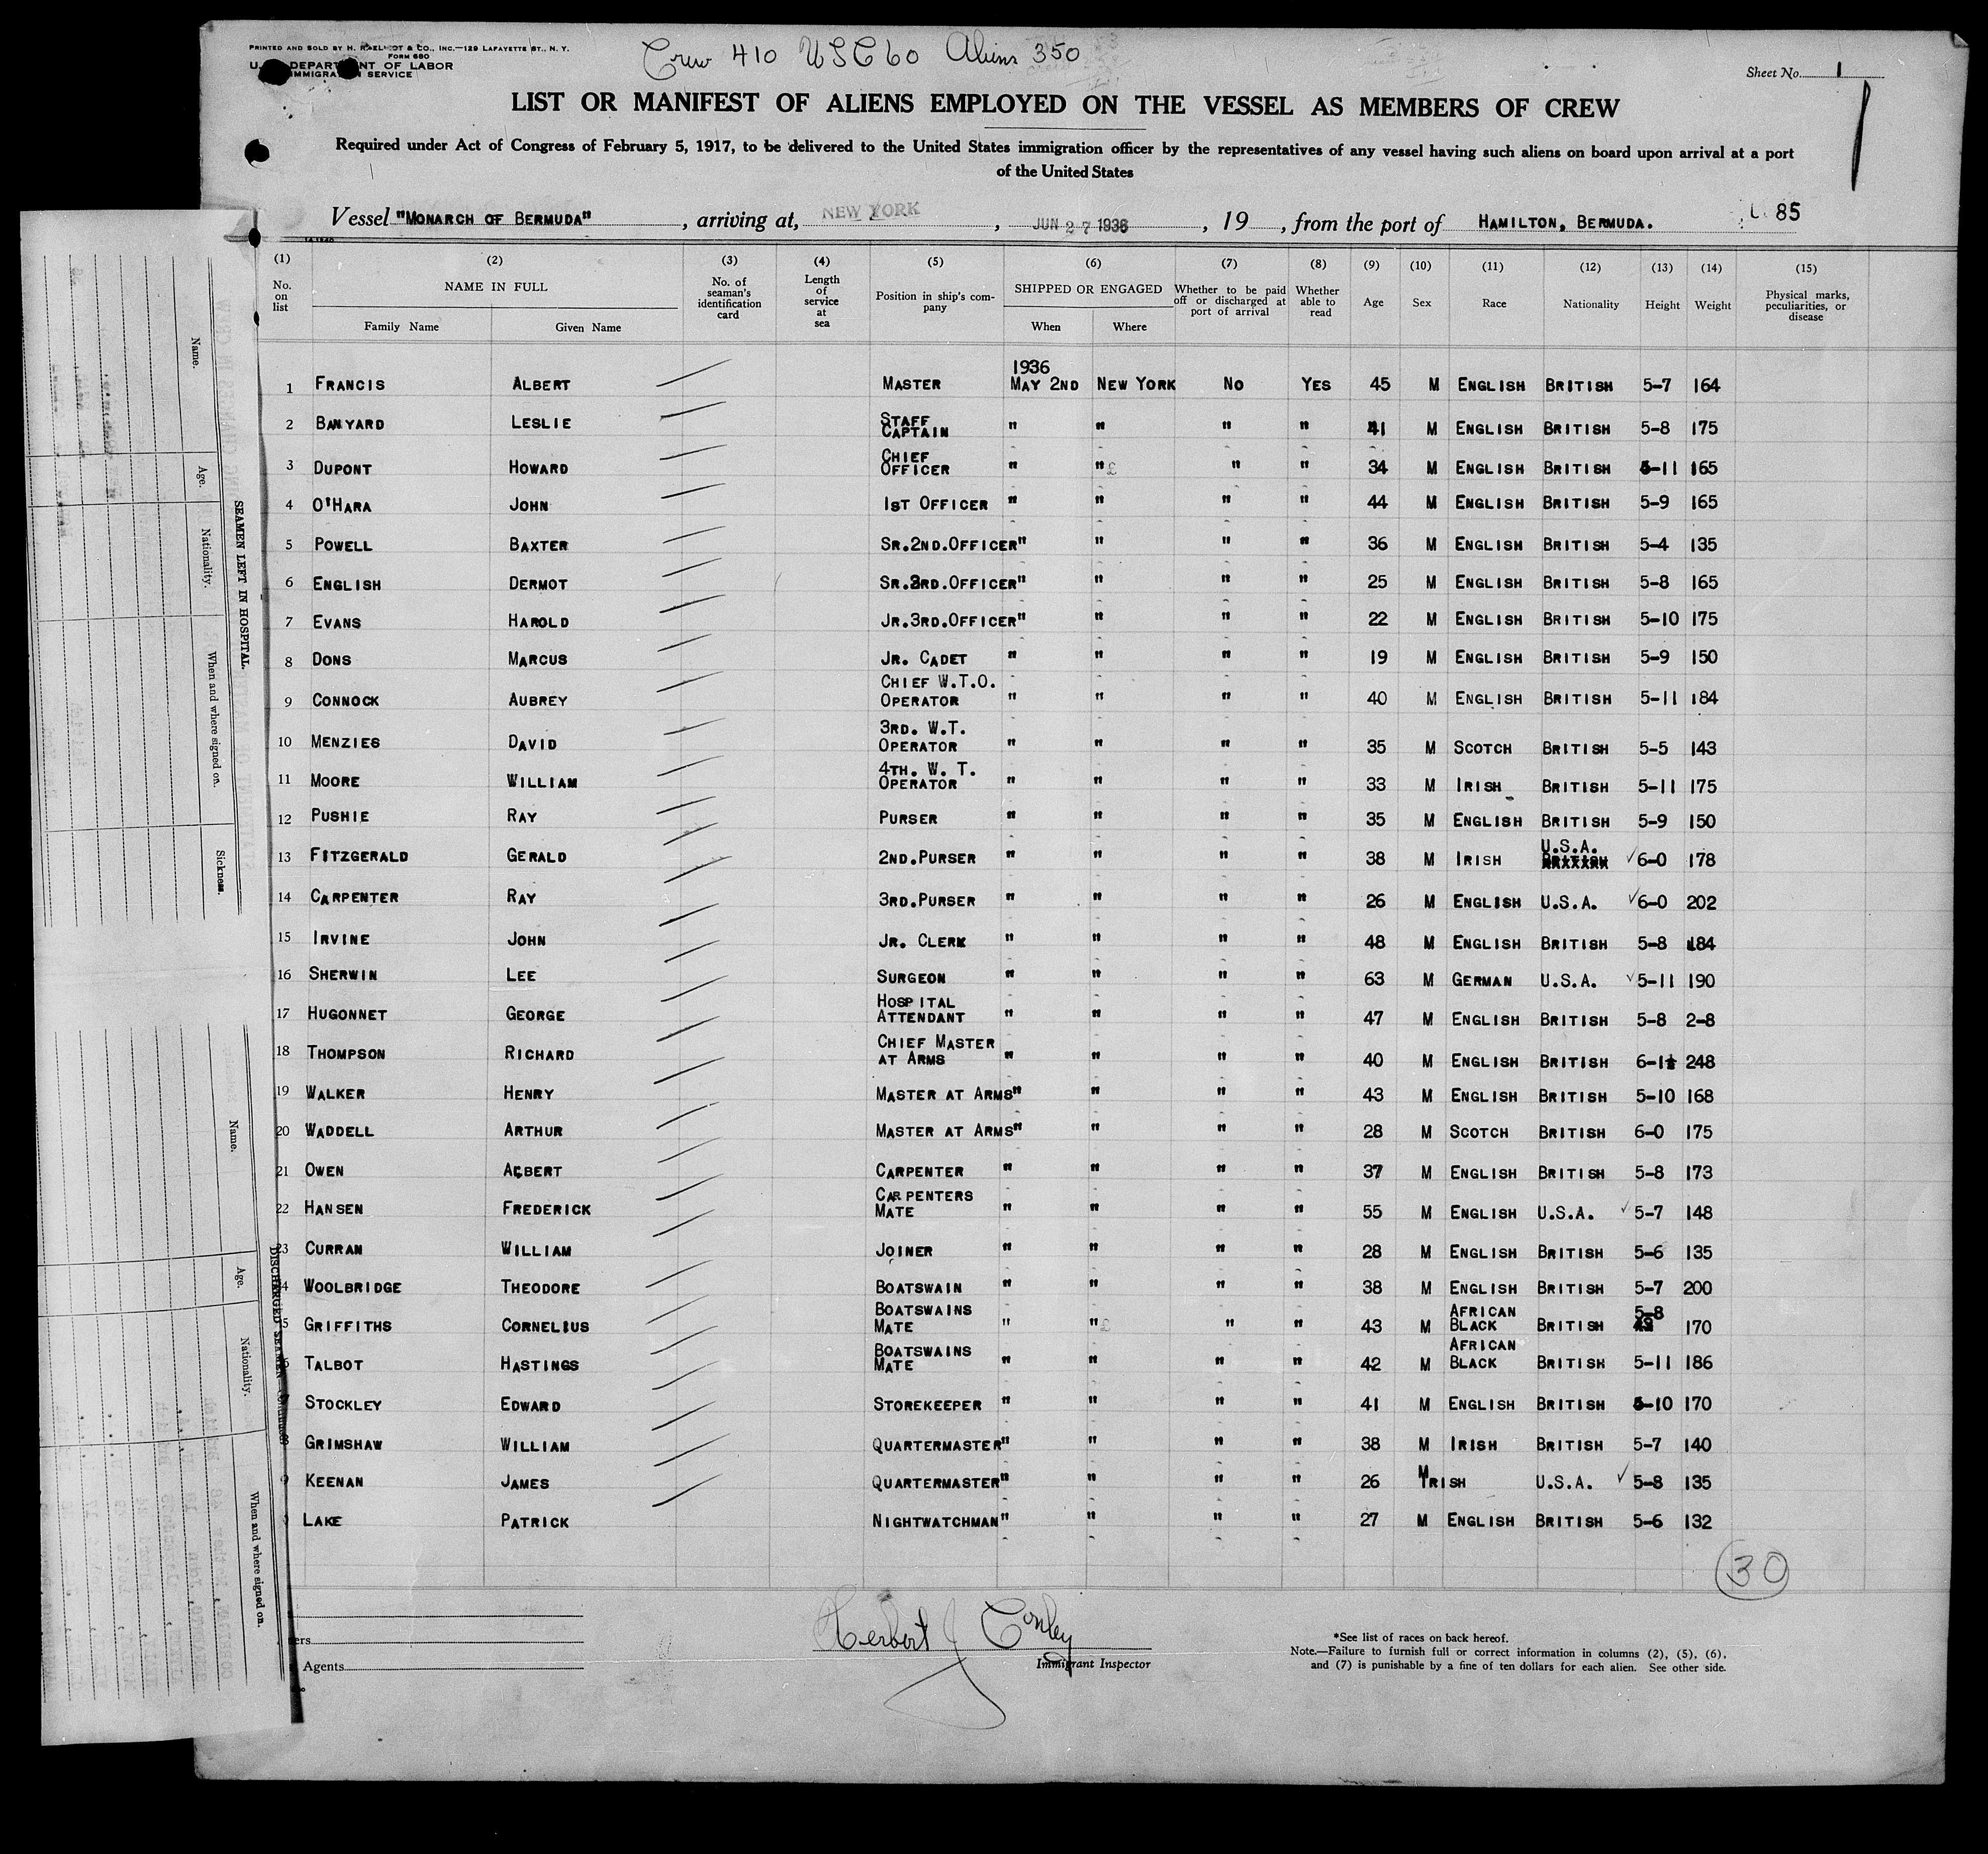 PRINTED AND SOLD BY H. & CO., INC.—129 LAFAYETTE ST., N. Y.
FORM 680
U. DEPARTMENT OF LABOR
IMMIGRATION SERVICE
Crew 410 USC 60 Aliens 350
Sheet No. 1
LIST OR MANIFEST OF ALIENS EMPLOYED ON THE VESSEL AS MEMBERS OF CREW
Required under Act of Congress of February 5, 1917, to be delivered to the United States immigration officer by the representatives of any vessel having such aliens on board upon arrival at a port
of the United States
Vessel "MONARCH OF BERMUDA", arriving at, NEW YORK, JUN 27 1936, 19 , from the port of HAMILTON, BERMUDA. 85
(1) (2) (3) (4) (5) (6) (7) (8) (9) (10) (11) (12) (13) (14) (15)
No. on list NAME IN FULL Family Name Given Name No. of seaman's identification card Length of service at sea Position in ship's company SHIPPED OR ENGAGED When Where Whether to be paid off or discharged at port of arrival Whether able to read Age Sex Race Nationality Height Weight Physical marks, peculiarities, or disease
1936
1 FRANCIS ALBERT MASTER MAY 2ND NEW YORK NO YES 45 M ENGLISH BRITISH 5-7 164
2 BANYARD LESLIE STAFF CAPTAIN " " " " 41 M ENGLISH BRITISH 5-8 175
3 DUPONT HOWARD CHIEF OFFICER " " " " 34 M ENGLISH BRITISH 5-11 165
4 O'HARA JOHN 1ST OFFICER " " " " 44 M ENGLISH BRITISH 5-9 165
5 POWELL BAXTER SR.2ND.OFFICER " " " " 36 M ENGLISH BRITISH 5-4 135
6 ENGLISH DERMOT SR.3RD.OFFICER " " " " 25 M ENGLISH BRITISH 5-8 165
7 EVANS HAROLD JR.3RD.OFFICER " " " " 22 M ENGLISH BRITISH 5-10 175
8 DONS MARCUS JR. CADET " " " " 19 M ENGLISH BRITISH 5-9 150
9 CONNOCK AUBREY CHIEF W.T.O. OPERATOR " " " " 40 M ENGLISH BRITISH 5-11 184
10 MENZIES DAVID 3RD. W.T. OPERATOR " " " " 35 M SCOTCH BRITISH 5-5 143
11 MOORE WILLIAM 4TH. W. T. OPERATOR " " " " 33 M IRISH BRITISH 5-11 175
12 PUSHIE RAY PURSER " " " " 35 M ENGLISH BRITISH 5-9 150
13 FITZGERALD GERALD 2ND.PURSER " " " " 38 M IRISH U.S.A. BRITISH 6-0 178
14 CARPENTER RAY 3RD.PURSER " " " " 26 M ENGLISH U.S.A. 6-0 202
15 IRVINE JOHN JR. CLERK " " " " 48 M ENGLISH BRITISH 5-8 184
16 SHERWIN LEE SURGEON " " " " 63 M GERMAN U.S.A. 5-11 190
17 HUGONNET GEORGE HOSPITAL ATTENDANT " " " " 47 M ENGLISH BRITISH 5-8 2-8
18 THOMPSON RICHARD CHIEF MASTER AT ARMS " " " " 40 M ENGLISH BRITISH 6-1½ 248
19 WALKER HENRY MASTER AT ARMS " " " " 43 M ENGLISH BRITISH 5-10 168
20 WADDELL ARTHUR MASTER AT ARMS " " " " 28 M SCOTCH BRITISH 6-0 175
21 OWEN ALBERT CARPENTER " " " " 37 M ENGLISH BRITISH 5-8 173
22 HANSEN FREDERICK CARPENTERS MATE " " " " 55 M ENGLISH U.S.A. 5-7 148
23 CURRAN WILLIAM JOINER " " " " 28 M ENGLISH BRITISH 5-6 135
4 WOOLBRIDGE THEODORE BOATSWAIN " " " " 38 M ENGLISH BRITISH 5-7 200
5 GRIFFITHS CORNELIUS BOATSWAINS MATE " " " " 43 M AFRICAN BLACK BRITISH 5-8 170
6 TALBOT HASTINGS BOATSWAINS MATE " " " " 42 M AFRICAN BLACK BRITISH 5-11 186
STOCKLEY EDWARD STOREKEEPER " " " " 41 M ENGLISH BRITISH 5-10 170
GRIMSHAW WILLIAM QUARTERMASTER " " " " 38 M IRISH BRITISH 5-7 140
9 KEENAN JAMES QUARTERMASTER " " " " 26 M IRISH U.S.A. 5-8 135
LAKE PATRICK NIGHTWATCHMAN " " " " 27 M ENGLISH BRITISH 5-6 132
30
Herbert J Conley
Immigrant Inspector
ers
Agents
*See list of races on back hereof.
Note.—Failure to furnish full or correct information in columns (2), (5), (6),
and (7) is punishable by a fine of ten dollars for each alien. See other side.
SEAMEN LEFT IN HOSPITAL.
Name.
Age.
Nationality.
When and where signed on.
Sickness.
DISCHARGED SEAMEN
Name.
Age.
Nationality.
When and where signed on.